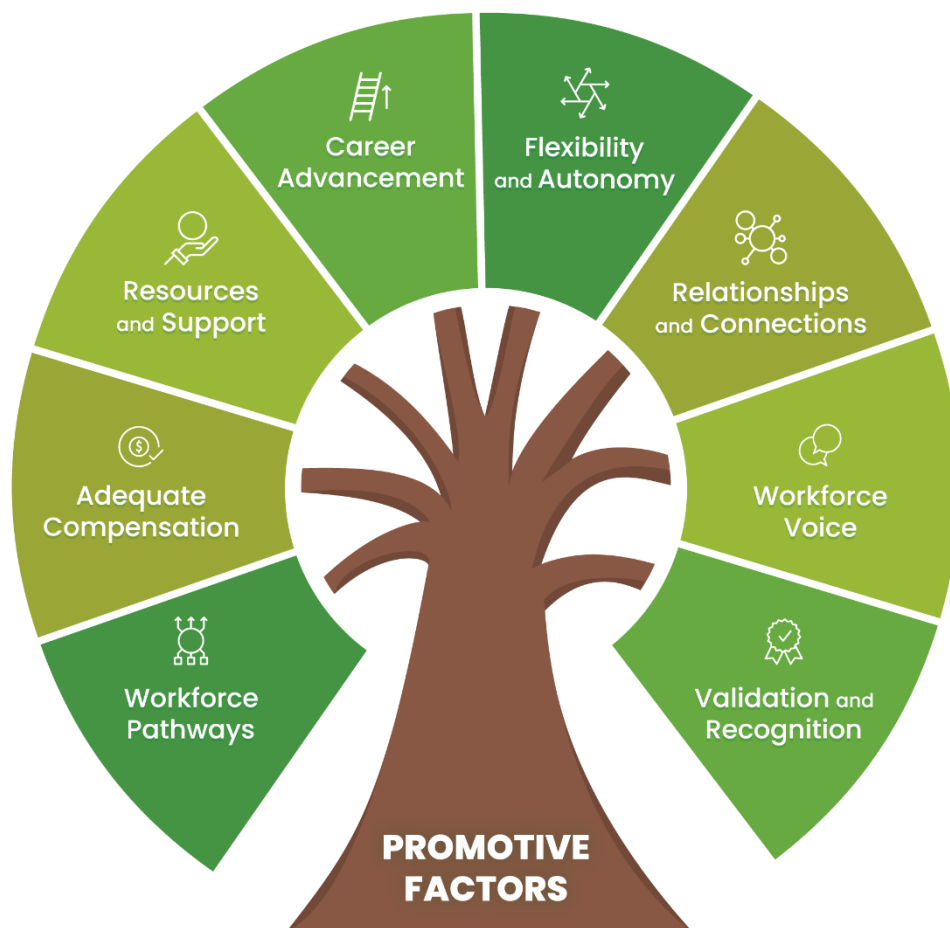 Career
Advancement
Flexibility
and Autonomy
Resources
and Support
Relationships
and Connections
Adequate
Compensation
Workforce
Voice
Workforce
Pathways
Validation and
Recognition
PROMOTIVE
FACTORS